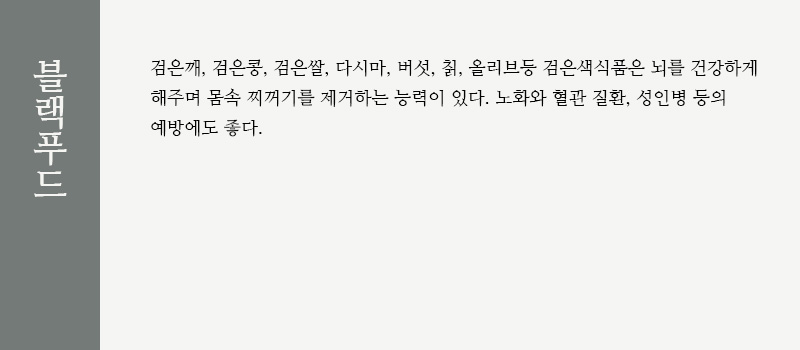 블랙푸드
검은깨, 검은콩, 검은쌀, 다시마, 버섯, 칡, 올리브등 검은색식품은 뇌를 건강하게
해주며 몸속 찌꺼기를 제거하는 능력이 있다. 노화와 혈관 질환, 성인병 등의
예방에도 좋다.